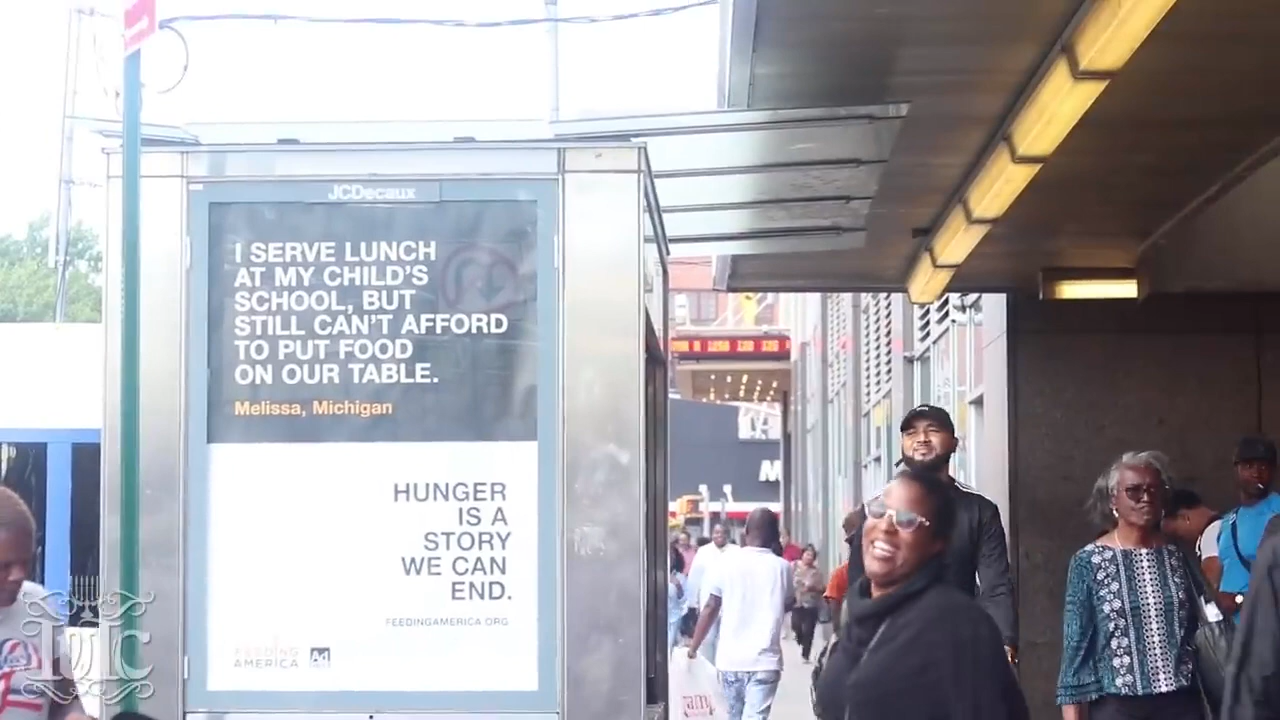 JCDecaux
I SERVE LUNCH
AT MY CHILD'S
SCHOOL, BUT
STILL CAN'T AFFORD
TO PUT FOOD
ON OUR TABLE.
Melissa, Michigan
HUNGER
IS A
STORY
WE CAN
END.
FEEDINGAMERICA.ORG
FEEDING
AMERICA
Ad
M
IUIC